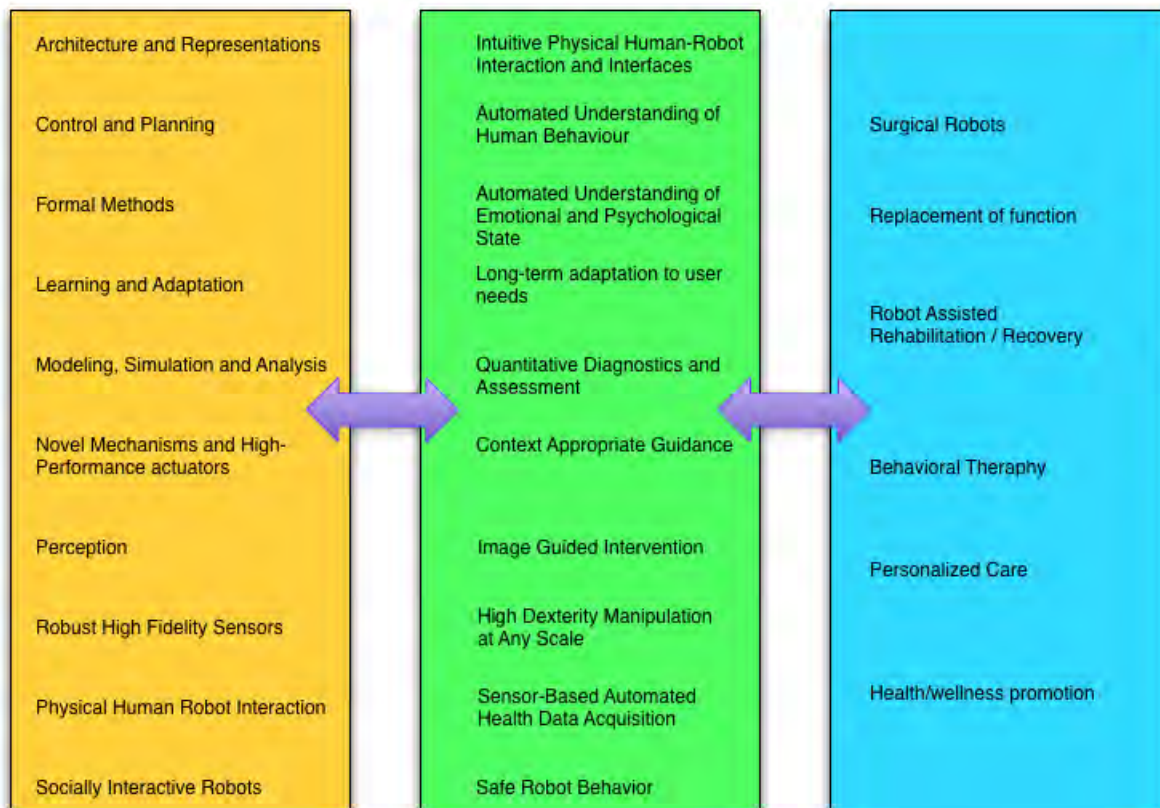 Architecture and Representations
Control and Planning
Formal Methods
Learning and Adaptation
Modeling, Simulation and Analysis
Novel Mechanisms and High-
Performance actuators
Perception
Robust High Fidelity Sensors
Physical Human Robot Interaction
Socially Interactive Robots
Intuitive Physical Human-Robot
Interaction and Interfaces
Automated Understanding of
Human Behaviour
Automated Understanding of
Emotional and Psychological
State
Long-term adaptation to user
needs
Quantitative Diagnostics and
Assessment
Context Appropriate Guidance
Image Guided Intervention
High Dexterity Manipulation
at Any Scale
Sensor-Based Automated
Health Data Acquisition
Safe Robot Behavior
Surgical Robots
Replacement of function
Robot Assisted
Rehabilitation / Recovery
Behavioral Theraphy
Personalized Care
Health/wellness promotion